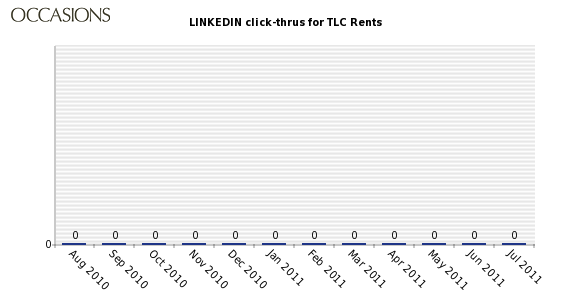 OCCASIONS
LINKEDIN click-thrus for TLC Rents
0 0 0 0 0 0 0 0 0 0 0 0
0
Aug 2010 Sep 2010 Oct 2010 Nov 2010 Dec 2010 Jan 2011 Feb 2011 Mar 2011 Apr 2011 May 2011 Jun 2011 Jul 2011